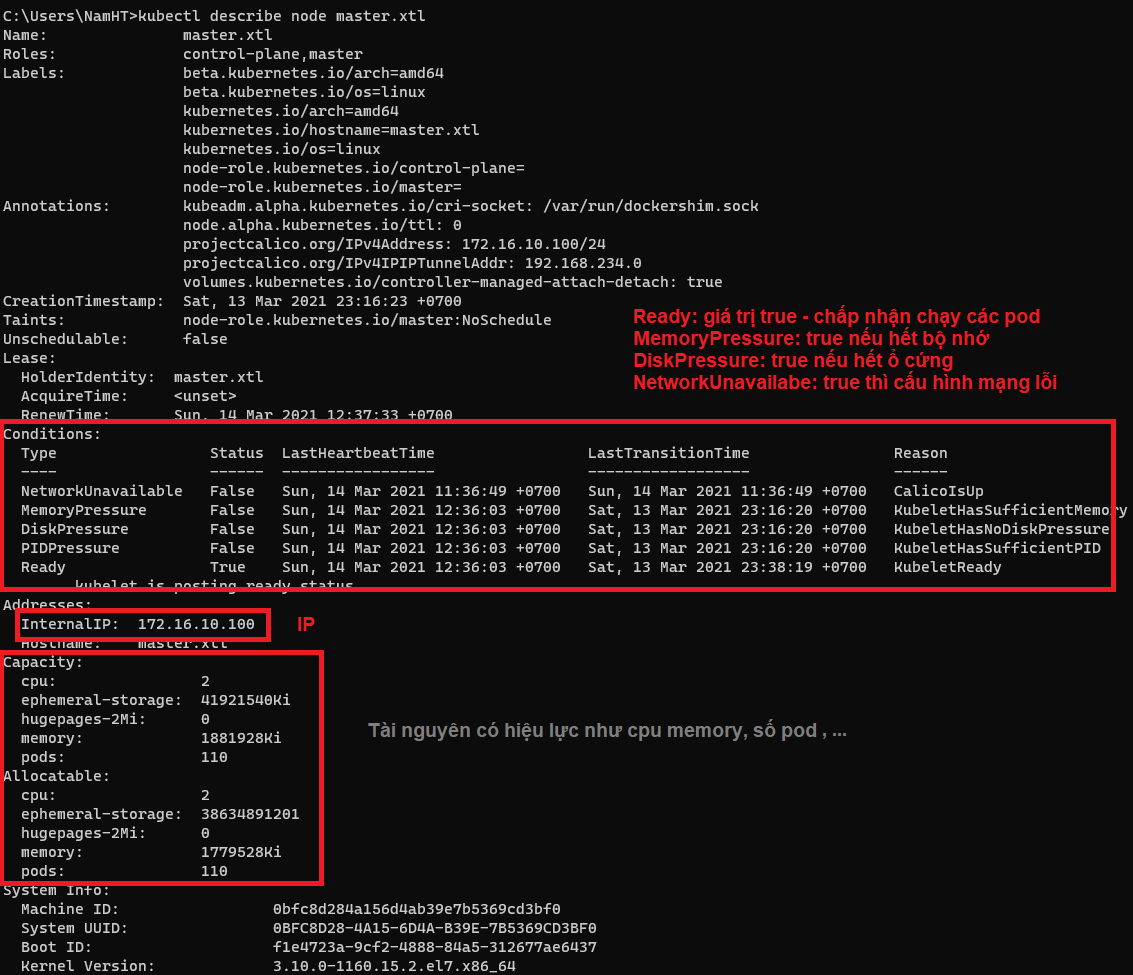 C:\Users\NamHT>kubectl describe node master.xtl
Name: master.xtl
Roles: control-plane,master
Labels: beta.kubernetes.io/arch=amd64
beta.kubernetes.io/os=linux
kubernetes.io/arch=amd64
kubernetes.io/hostname=master.xtl
kubernetes.io/os=linux
node-role.kubernetes.io/control-plane=
node-role.kubernetes.io/master=
Annotations: kubeadm.alpha.kubernetes.io/cri-socket: /var/run/dockershim.sock
node.alpha.kubernetes.io/ttl: 0
projectcalico.org/IPv4Address: 172.16.10.100/24
projectcalico.org/IPv4IPIPTunnelAddr: 192.168.234.0
volumes.kubernetes.io/controller-managed-attach-detach: true
CreationTimestamp: Sat, 13 Mar 2021 23:16:23 +0700
Taints: node-role.kubernetes.io/master:NoSchedule
Unschedulable: false
Lease:
HolderIdentity: master.xtl
AcquireTime: <unset>
RenewTime: Sun, 14 Mar 2021 12:37:33 +0700
Ready: giá trị true - chấp nhận chạy các pod
MemoryPressure: true nếu hết bộ nhớ
DiskPressure: true nếu hết ổ cứng
NetworkUnavailabe: true thì cấu hình mạng lỗi
Conditions:
Type Status LastHeartbeatTime LastTransitionTime Reason
---- ------ ----------------- ------------------ ------
NetworkUnavailable False Sun, 14 Mar 2021 11:36:49 +0700 Sun, 14 Mar 2021 11:36:49 +0700 CalicoIsUp
MemoryPressure False Sun, 14 Mar 2021 12:36:03 +0700 Sat, 13 Mar 2021 23:16:20 +0700 KubeletHasSufficientMemory
DiskPressure False Sun, 14 Mar 2021 12:36:03 +0700 Sat, 13 Mar 2021 23:16:20 +0700 KubeletHasNoDiskPressure
PIDPressure False Sun, 14 Mar 2021 12:36:03 +0700 Sat, 13 Mar 2021 23:16:20 +0700 KubeletHasSufficientPID
Ready True Sun, 14 Mar 2021 12:36:03 +0700 Sat, 13 Mar 2021 23:38:19 +0700 KubeletReady
kubelet is posting ready status
Addresses:
InternalIP: 172.16.10.100 IP
Hostname: master.xtl
Capacity:
cpu: 2
ephemeral-storage: 41921540Ki
hugepages-2Mi: 0
memory: 1881928Ki
pods: 110
Tài nguyên có hiệu lực như cpu memory, số pod , ...
Allocatable:
cpu: 2
ephemeral-storage: 38634891201
hugepages-2Mi: 0
memory: 1779528Ki
pods: 110
System Info:
Machine ID: 0bfc8d284a156d4ab39e7b5369cd3bf0
System UUID: 0BFC8D28-4A15-6D4A-B39E-7B5369CD3BF0
Boot ID: f1e4723a-9cf2-4888-84a5-312677ae6437
Kernel Version: 3.10.0-1160.15.2.el7.x86_64